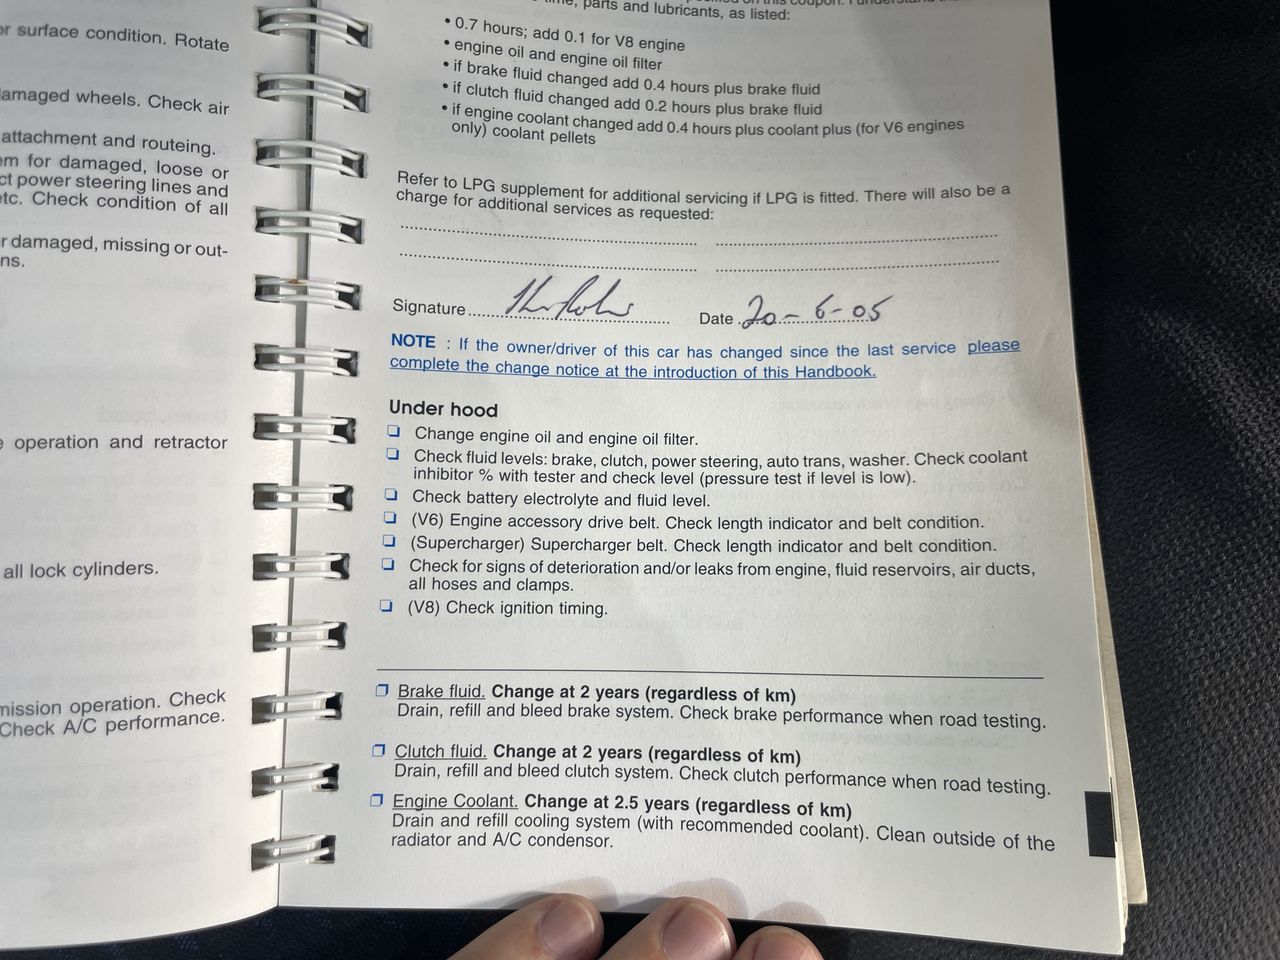 or surface condition. Rotate
damaged wheels. Check air
attachment and routeing.
em for damaged, loose or
ct power steering lines and
etc. Check condition of all
r damaged, missing or out-
ns.
e operation and retractor
all lock cylinders.
mission operation. Check
Check A/C performance.
parts and lubricants, as listed:
• 0.7 hours; add 0.1 for V8 engine
• engine oil and engine oil filter
• if brake fluid changed add 0.4 hours plus brake fluid
• if clutch fluid changed add 0.2 hours plus brake fluid
• if engine coolant changed add 0.4 hours plus coolant plus (for V6 engines
only) coolant pellets
Refer to LPG supplement for additional servicing if LPG is fitted. There will also be a
charge for additional services as requested:
Signature Date 20-6-05
NOTE : If the owner/driver of this car has changed since the last service please
complete the change notice at the introduction of this Handbook.
Under hood
❏ Change engine oil and engine oil filter.
❏ Check fluid levels: brake, clutch, power steering, auto trans, washer. Check coolant
inhibitor % with tester and check level (pressure test if level is low).
❏ Check battery electrolyte and fluid level.
❏ (V6) Engine accessory drive belt. Check length indicator and belt condition.
❏ (Supercharger) Supercharger belt. Check length indicator and belt condition.
❏ Check for signs of deterioration and/or leaks from engine, fluid reservoirs, air ducts,
all hoses and clamps.
❏ (V8) Check ignition timing.
❐ Brake fluid. Change at 2 years (regardless of km)
Drain, refill and bleed brake system. Check brake performance when road testing.
❐ Clutch fluid. Change at 2 years (regardless of km)
Drain, refill and bleed clutch system. Check clutch performance when road testing.
❐ Engine Coolant. Change at 2.5 years (regardless of km)
Drain and refill cooling system (with recommended coolant). Clean outside of the
radiator and A/C condensor.